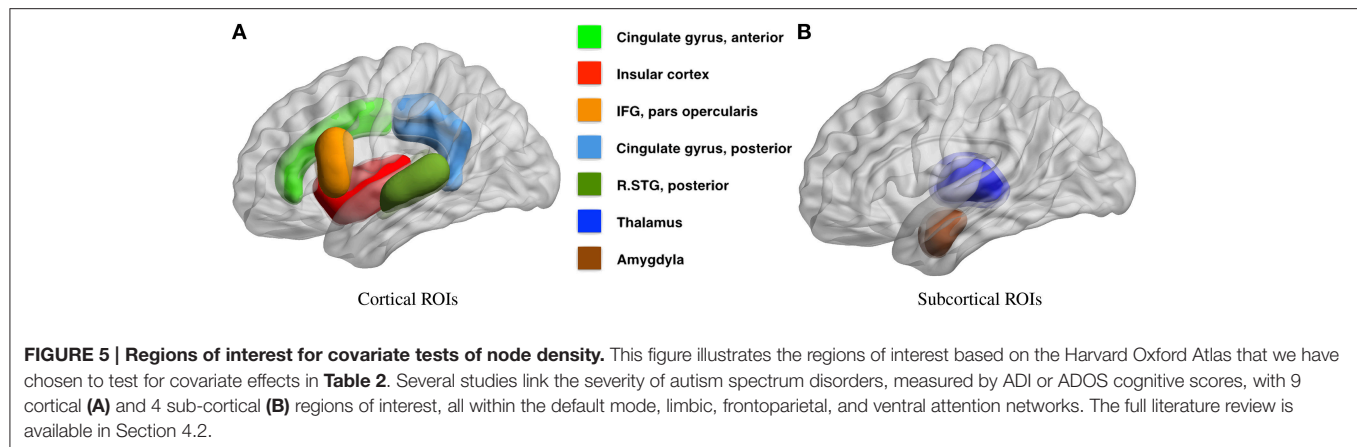 A
B
Cingulate gyrus, anterior
Insular cortex
IFG, pars opercularis
Cingulate gyrus, posterior
R.STG, posterior
Thalamus
Amygdyla
Cortical ROIs
Subcortical ROIs
FIGURE 5 | Regions of interest for covariate tests of node density. This figure illustrates the regions of interest based on the Harvard Oxford Atlas that we have
chosen to test for covariate effects in Table 2. Several studies link the severity of autism spectrum disorders, measured by ADI or ADOS cognitive scores, with 9
cortical (A) and 4 sub-cortical (B) regions of interest, all within the default mode, limbic, frontoparietal, and ventral attention networks. The full literature review is
available in Section 4.2.